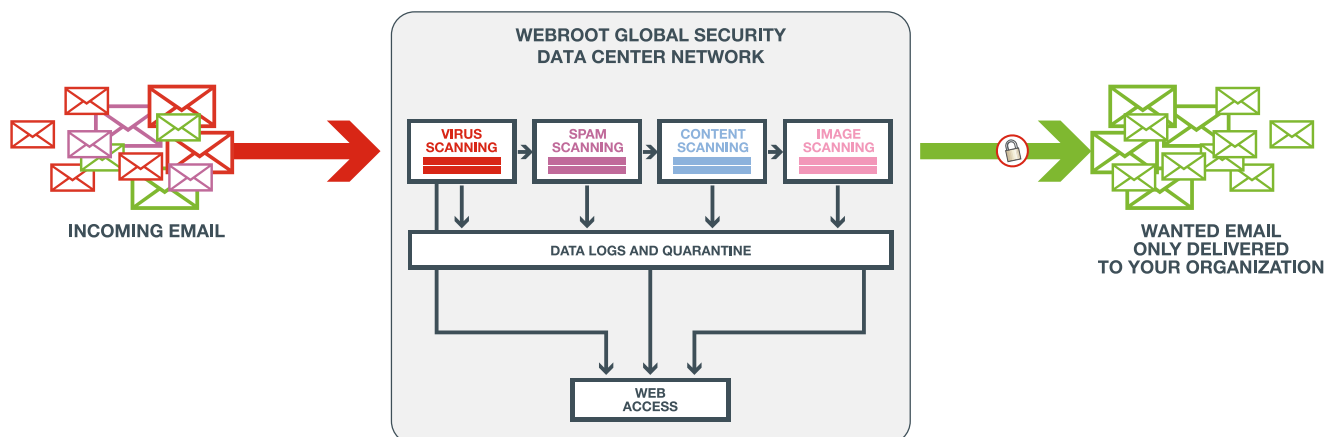 WEBROOT GLOBAL SECURITY
DATA CENTER NETWORK
VIRUS
SCANNING
SPAM
SCANNING
CONTENT
SCANNING
IMAGE
SCANNING
INCOMING EMAIL
DATA LOGS AND QUARANTINE
WANTED EMAIL
ONLY DELIVERED
TO YOUR ORGANIZATION
WEB
ACCESS